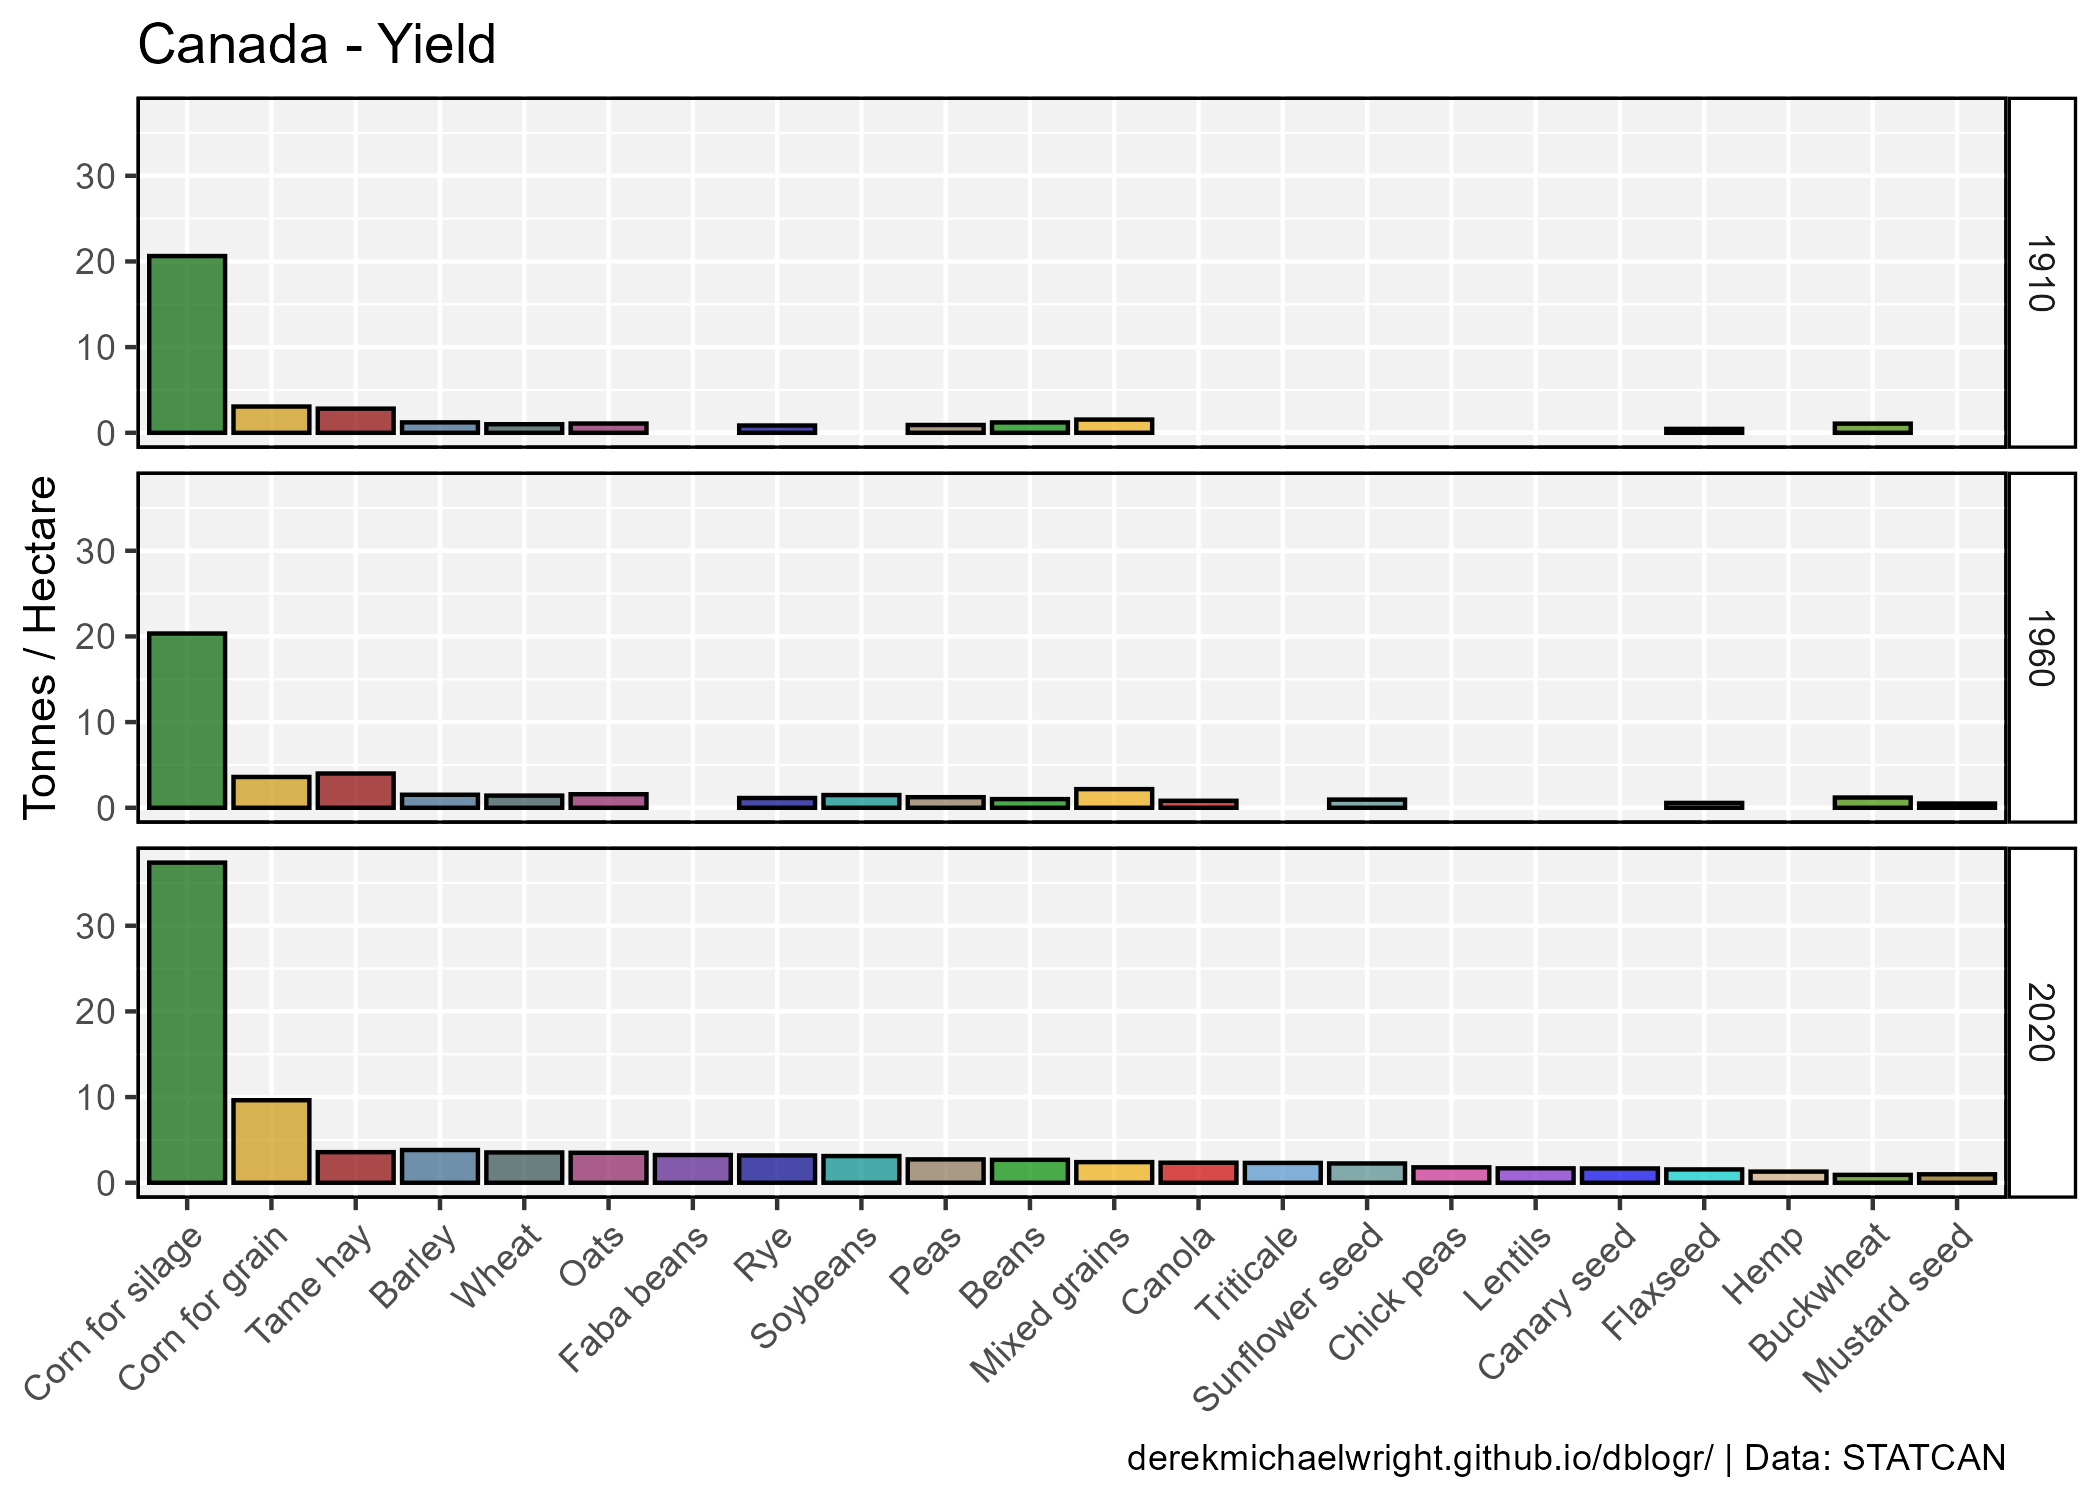 Canada - Yield
Tonnes / Hectare
30
20
10
0
1910
30
20
10
0
1960
30
20
10
0
2020
Corn for silage
Corn for grain
Tame hay
Barley
Wheat
Oats
Faba beans
Rye
Soybeans
Peas
Beans
Mixed grains
Canola
Triticale
Sunflower seed
Chick peas
Lentils
Canary seed
Flaxseed
Hemp
Buckwheat
Mustard seed
derekmichaelwright.github.io/dblogr/ | Data: STATCAN